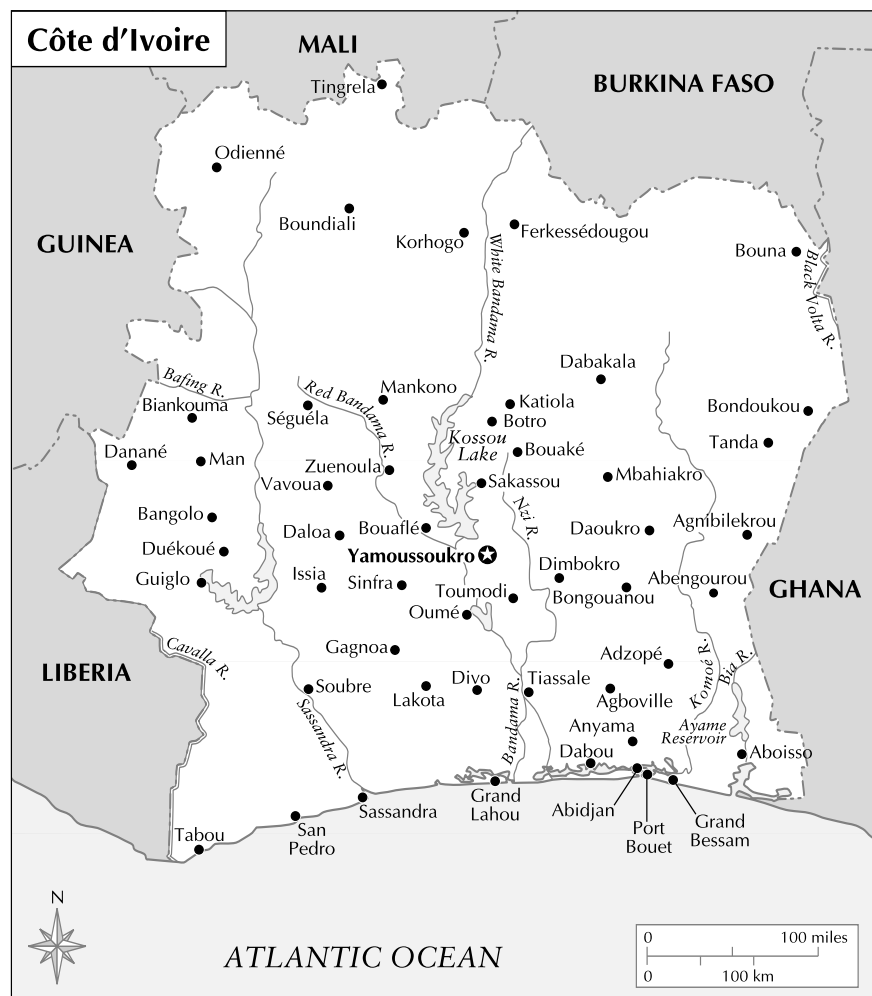 Côte d'Ivoire
MALI
BURKINA FASO
Tingrela
Odienné
Boundiali
GUINEA
Korhogo
Ferkessédougou
Bouna
White Bandama R.
Black Volta R.
Dabakala
Bafing R.
Red Bandama R.
Mankono
Biankouma
Séguéla
Katiola
Botro
Bondoukou
Kossou
Lake
Tanda
Danané
Man
Zuenoula
Bouaké
Vavoua
Sakassou
Mbahiakro
Nzi R.
Bangolo
Daloa
Bouaflé
Daoukro
Agnibilekrou
Duékoué
Yamoussoukro
Guiglo
Issia
Sinfra
Toumodi
Dimbokro
Bongouanou
Abengourou
GHANA
Oumé
Cavalla R.
Gagnoa
Adzopé
Komoé R.
Bia R.
LIBERIA
Soubre
Lakota
Divo
Tiassale
Agboville
Sassandra R.
Bandama R.
Anyama
Ayame
Reservoir
Dabou
Aboisso
Sassandra
Grand
Lahou
Abidjan
Port
Bouet
Grand
Bessam
San
Pedro
Tabou
N
ATLANTIC OCEAN
0 100 miles
0 100 km